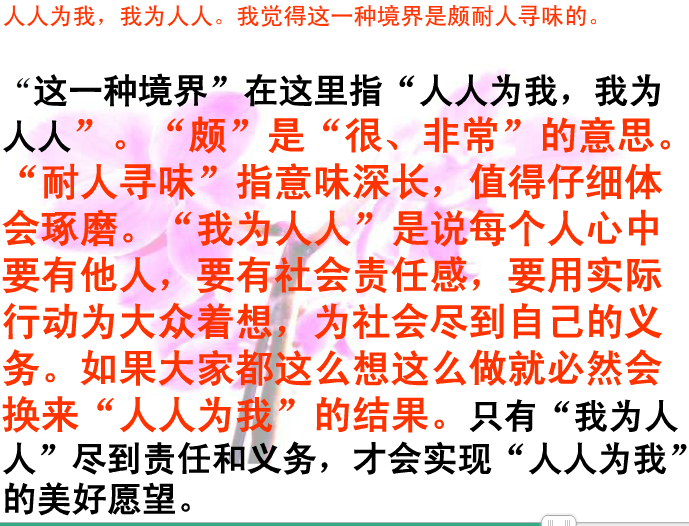 人人为我，我为人人。我觉得这一种境界是颇耐人寻味的。
“这一种境界”在这里指“人人为我，我为
人人”。“颇”是“很、非常”的意思。
“耐人寻味”指意味深长，值得仔细体
会琢磨。“我为人人”是说每个人心中
要有他人，要有社会责任感，要用实际
行动为大众着想，为社会尽到自己的义
务。如果大家都这么想这么做就必然会
换来“人人为我”的结果。只有“我为人
人”尽到责任和义务，才会实现“人人为我”
的美好愿望。